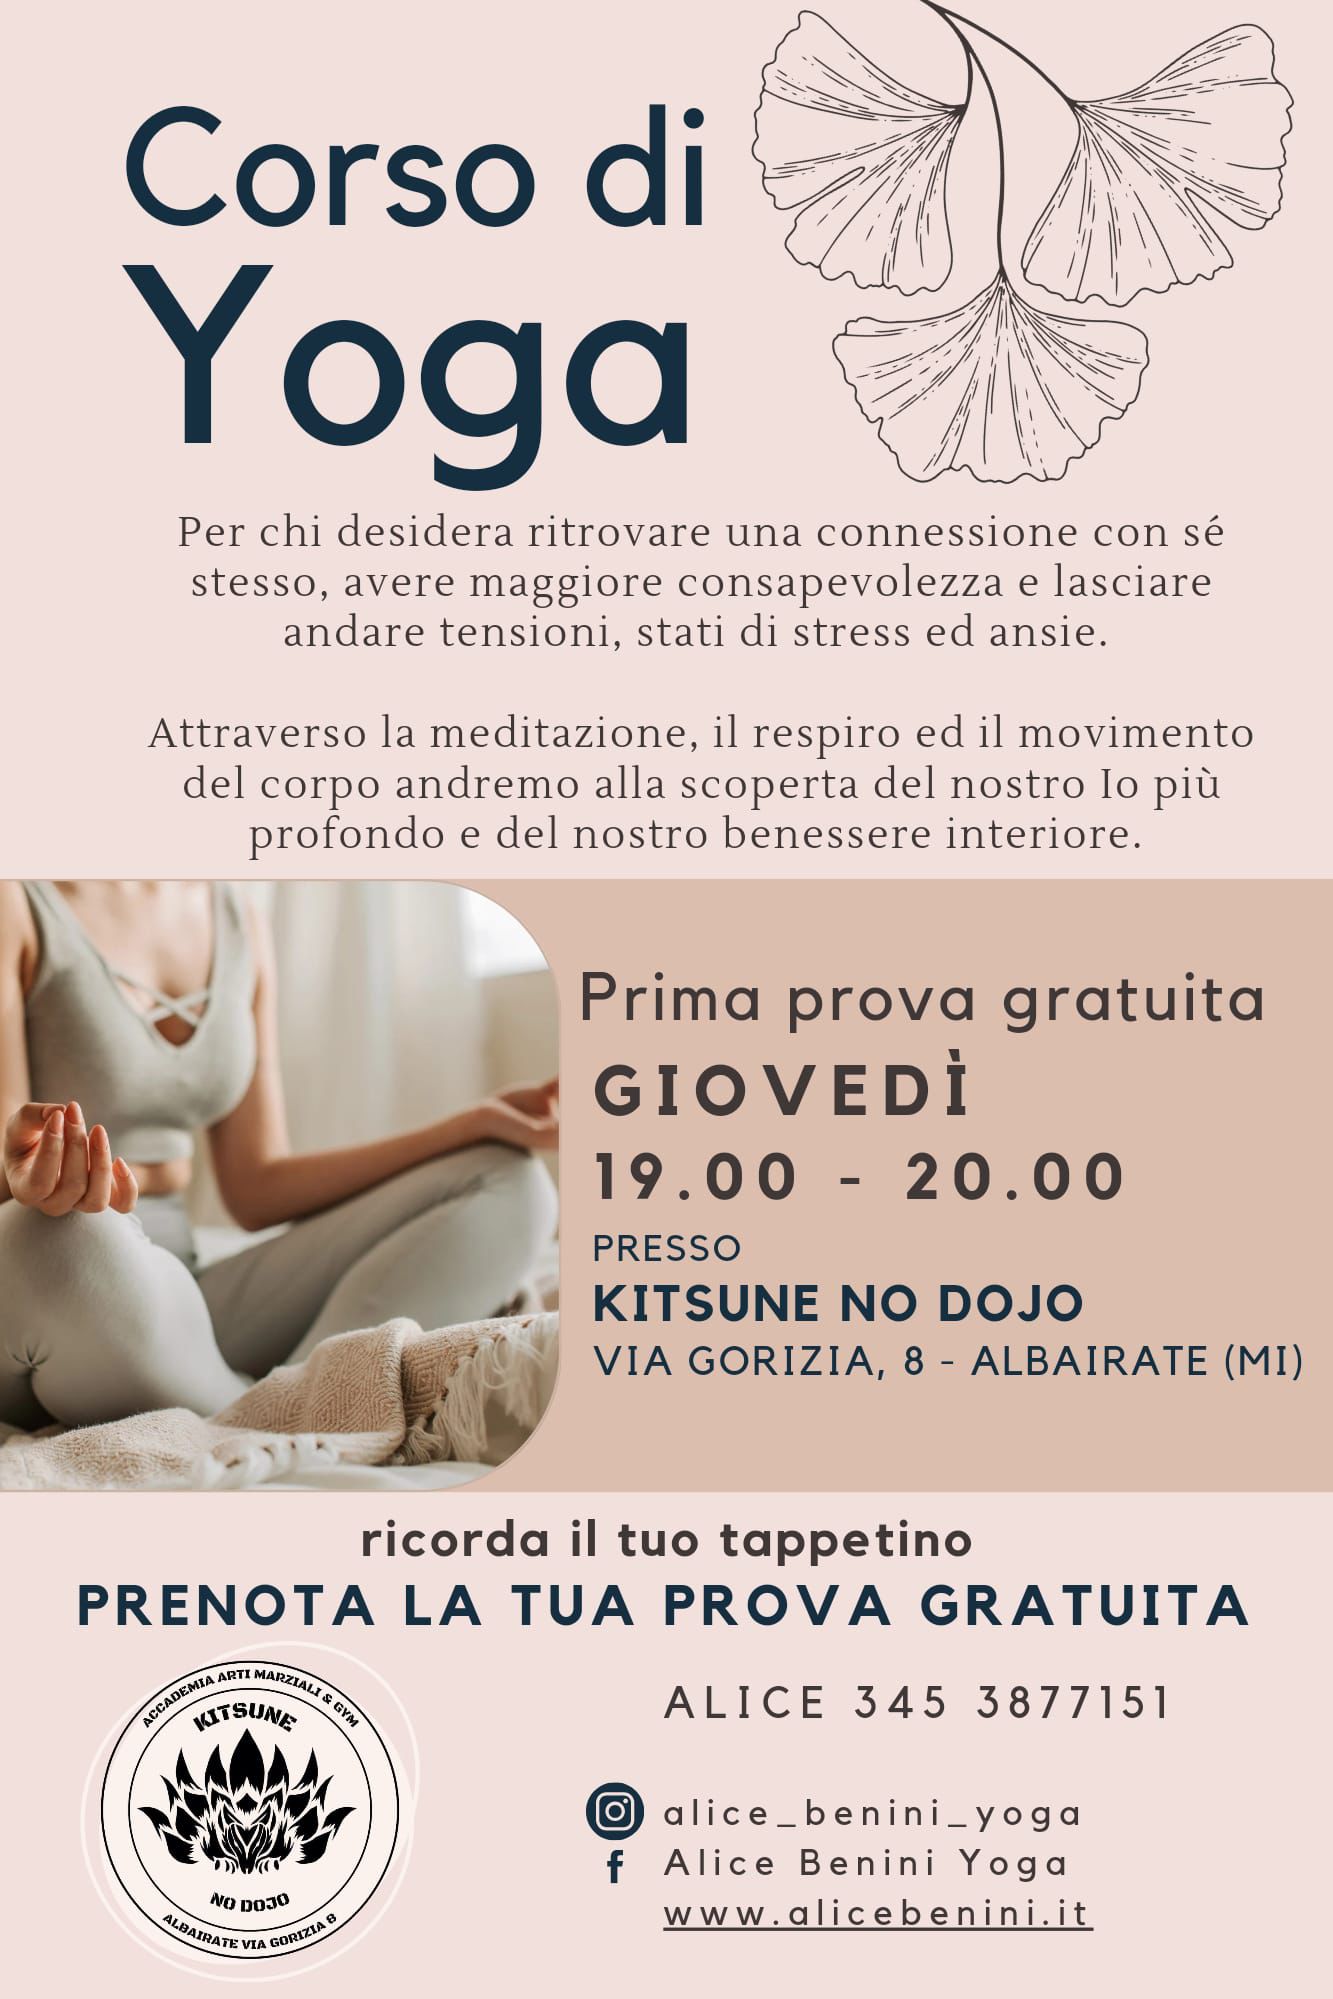 Corso di
Yoga
Per chi desidera ritrovare una connessione con sé
stesso, avere maggiore consapevolezza e lasciare
andare tensioni, stati di stress ed ansie.
Attraverso la meditazione, il respiro ed il movimento
del corpo andremo alla scoperta del nostro Io più
profondo e del nostro benessere interiore.
Prima prova gratuita
GIOVEDÌ
19.00 - 20.00
PRESSO
KITSUNE NO DOJO
VIA GORIZIA, 8 - ALBAIRATE (MI)
ricorda il tuo tappetino
PRENOTA LA TUA PROVA GRATUITA
ACCADEMIA ARTI MARZIALI & GYM
KITSUNE
NO DOJO
ALBAIRATE VIA GORIZIA 8
ALICE 345 3877151
alice_benini_yoga
Alice Benini Yoga
www.alicebenini.it